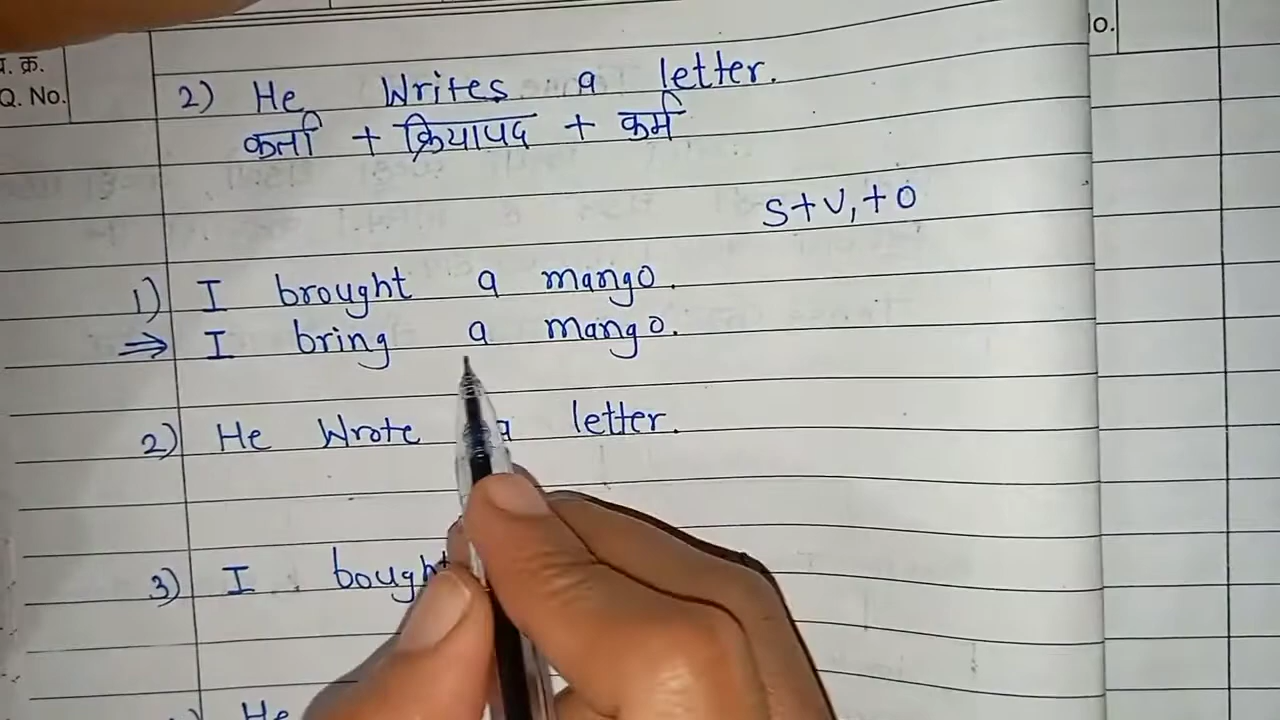 प्र. क्र.
Q. No.
o.
2) He Writes a letter.
कर्ता + क्रियापद + कर्म
S+V₁+O
1) I brought a mango.
⇒ I bring a mango.
2) He Wrote a letter.
3) I bought
He